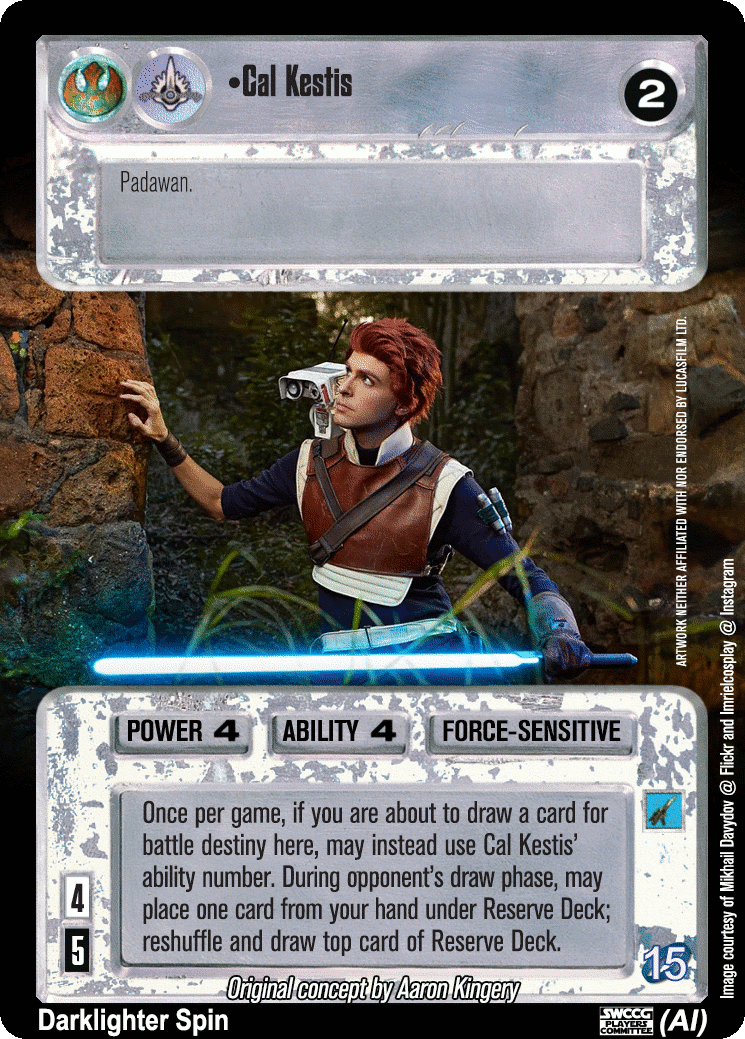 •Cal Kestis
2
Padawan.
ARTWORK NEITHER AFFILIATED WITH NOR ENDORSED BY LUCASFILM LTD.
Image courtesy of Mikhail Davydov @ Flickr and Imrielcosplay @ Instagram
POWER 4
ABILITY 4
FORCE-SENSITIVE
Once per game, if you are about to draw a card for
battle destiny here, may instead use Cal Kestis'
ability number. During opponent's draw phase, may
place one card from your hand under Reserve Deck;
reshuffle and draw top card of Reserve Deck.
4
5
15
Original concept by Aaron Kingery
Darklighter Spin
SWCCG
PLAYERS
COMMITTEE
(AI)